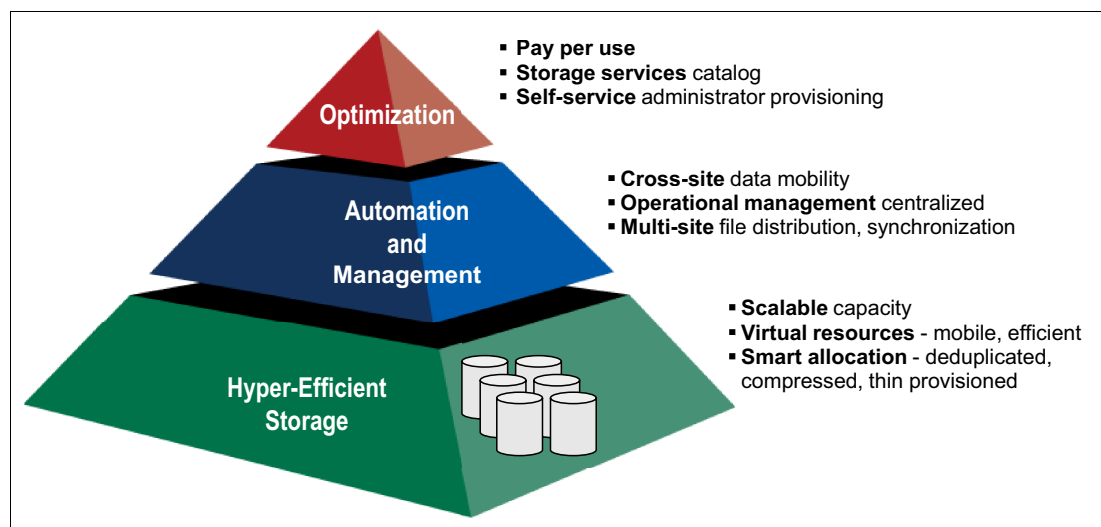 ▪ Pay per use
▪ Storage services catalog
▪ Self-service administrator provisioning
Optimization
▪ Cross-site data mobility
▪ Operational management centralized
▪ Multi-site file distribution, synchronization
Automation
and
Management
▪ Scalable capacity
▪ Virtual resources - mobile, efficient
▪ Smart allocation - deduplicated,
compressed, thin provisioned
Hyper-Efficient
Storage